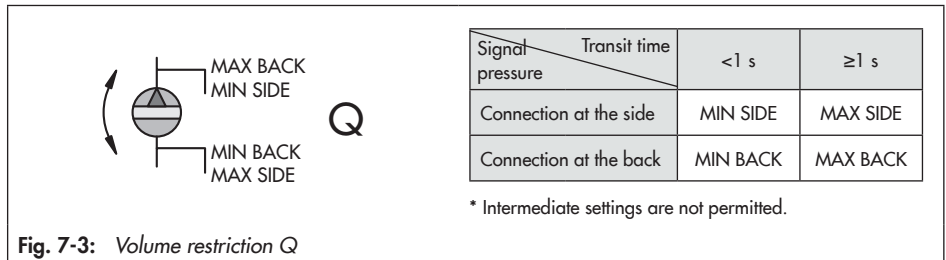 MAX BACK
MIN SIDE
Q
MIN BACK
MAX SIDE
Signal pressure Transit time <1 s ≥1 s
Connection at the side MIN SIDE MAX SIDE
Connection at the back MIN BACK MAX BACK
* Intermediate settings are not permitted.
Fig. 7-3: Volume restriction Q